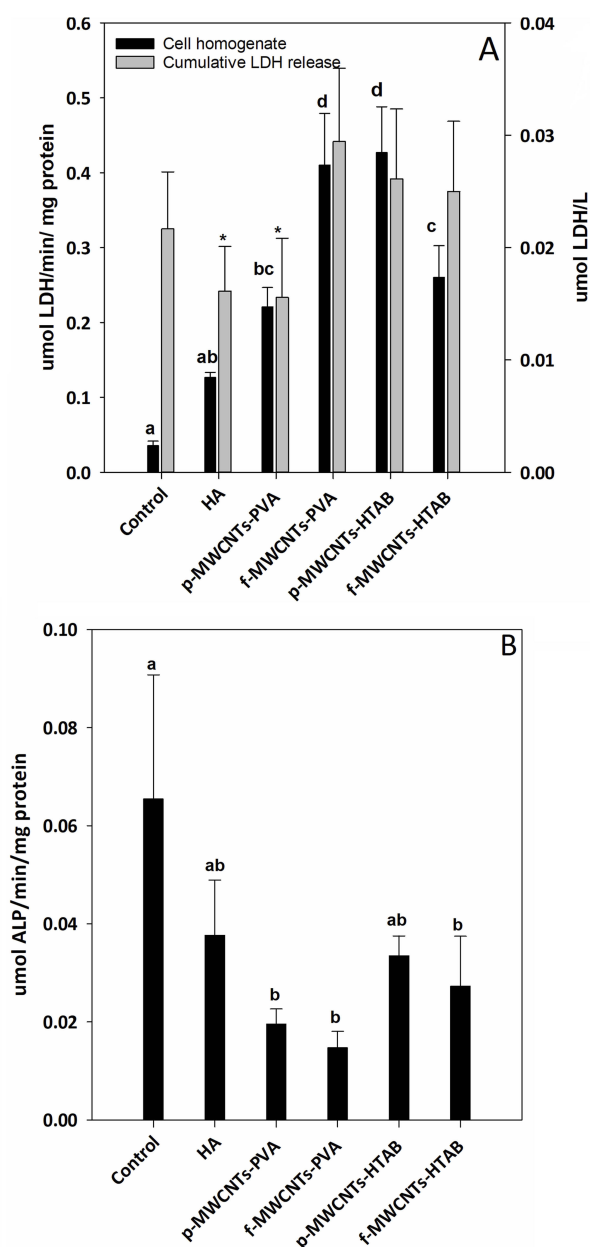 A
Cell homogenate
Cumulative LDH release
umol LDH/min/ mg protein
0.6
0.5
0.4
0.3
0.2
0.1
0.0
umol LDH/L
0.04
0.03
0.02
0.01
0.00
a
ab
*
bc
*
d
d
c
Control
HA
p-MWCNTs-PVA
f-MWCNTs-PVA
p-MWCNTs-HTAB
f-MWCNTs-HTAB
B
umol ALP/min/mg protein
0.10
0.08
0.06
0.04
0.02
0.00
a
ab
b
b
ab
b
Control
HA
p-MWCNTs-PVA
f-MWCNTs-PVA
p-MWCNTs-HTAB
f-MWCNTs-HTAB